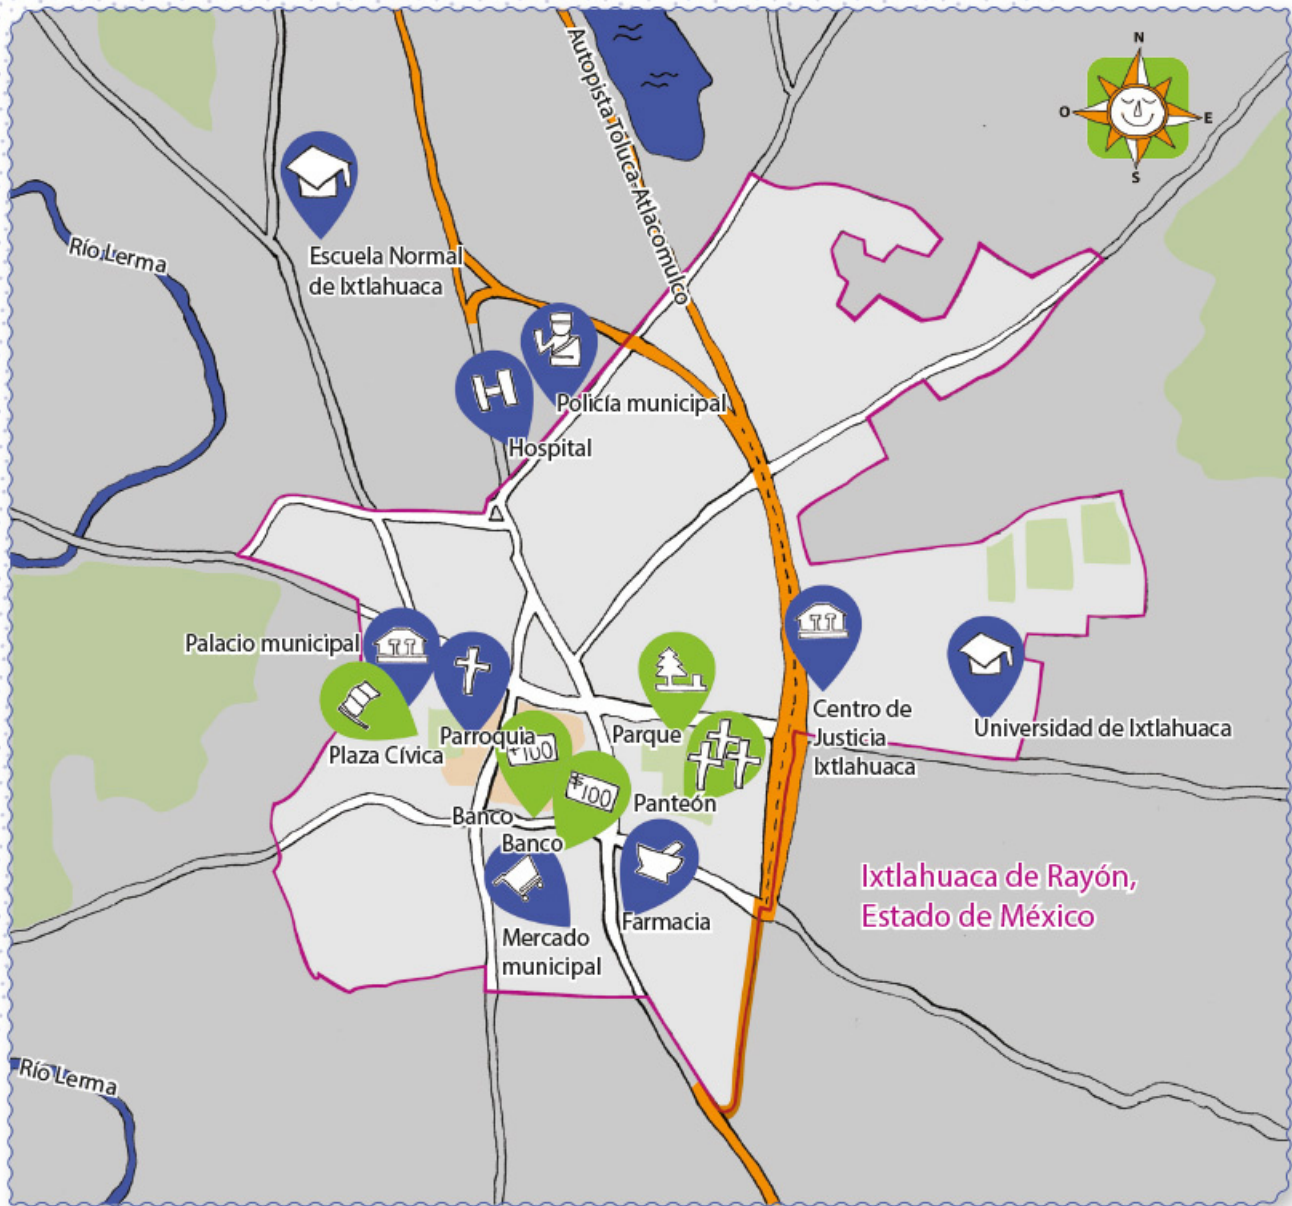 N
O
E
S
Autopista Toluca-Atlacomulco
Río Lerma
Escuela Normal
de Ixtlahuaca
Policía municipal
H
Hospital
Palacio municipal
Plaza Cívica
Parroquia
Parque
Centro de
Justicia
Ixtlahuaca
Universidad de Ixtlahuaca
$100
$100
Panteón
Banco
Banco
Farmacia
Mercado
municipal
Ixtlahuaca de Rayón,
Estado de México
Río Lerma